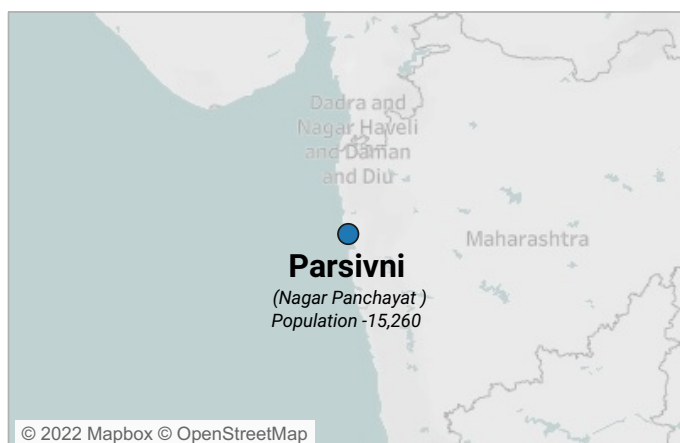 Dadra and
Nagar Haveli
and Daman
and Diu
Maharashtra
Parsivni
(Nagar Panchayat )
Population -15,260
© 2022 Mapbox © OpenStreetMap